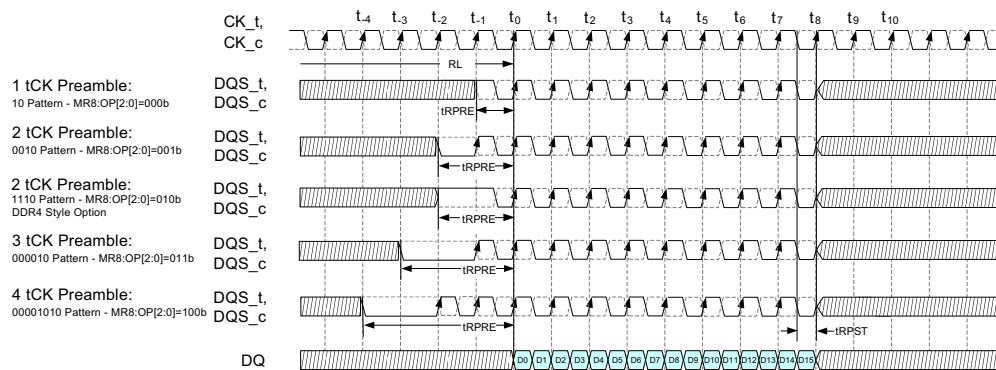 CK_t,
CK_c
t-4 t-3 t-2 t-1 t0 t1 t2 t3 t4 t5 t6 t7 t8 t9 t10
RL
1 tCK Preamble:
10 Pattern - MR8:OP[2:0]=000b
DQS_t,
DQS_c
tRPRE
2 tCK Preamble:
0010 Pattern - MR8:OP[2:0]=001b
DQS_t,
DQS_c
tRPRE
2 tCK Preamble:
1110 Pattern - MR8:OP[2:0]=010b
DDR4 Style Option
DQS_t,
DQS_c
tRPRE
3 tCK Preamble:
000010 Pattern - MR8:OP[2:0]=011b
DQS_t,
DQS_c
tRPRE
4 tCK Preamble:
00001010 Pattern - MR8:OP[2:0]=100b
DQS_t,
DQS_c
tRPRE
tRPST
DQ
D0 D1 D2 D3 D4 D5 D6 D7 D8 D9 D10 D11 D12 D13 D14 D15